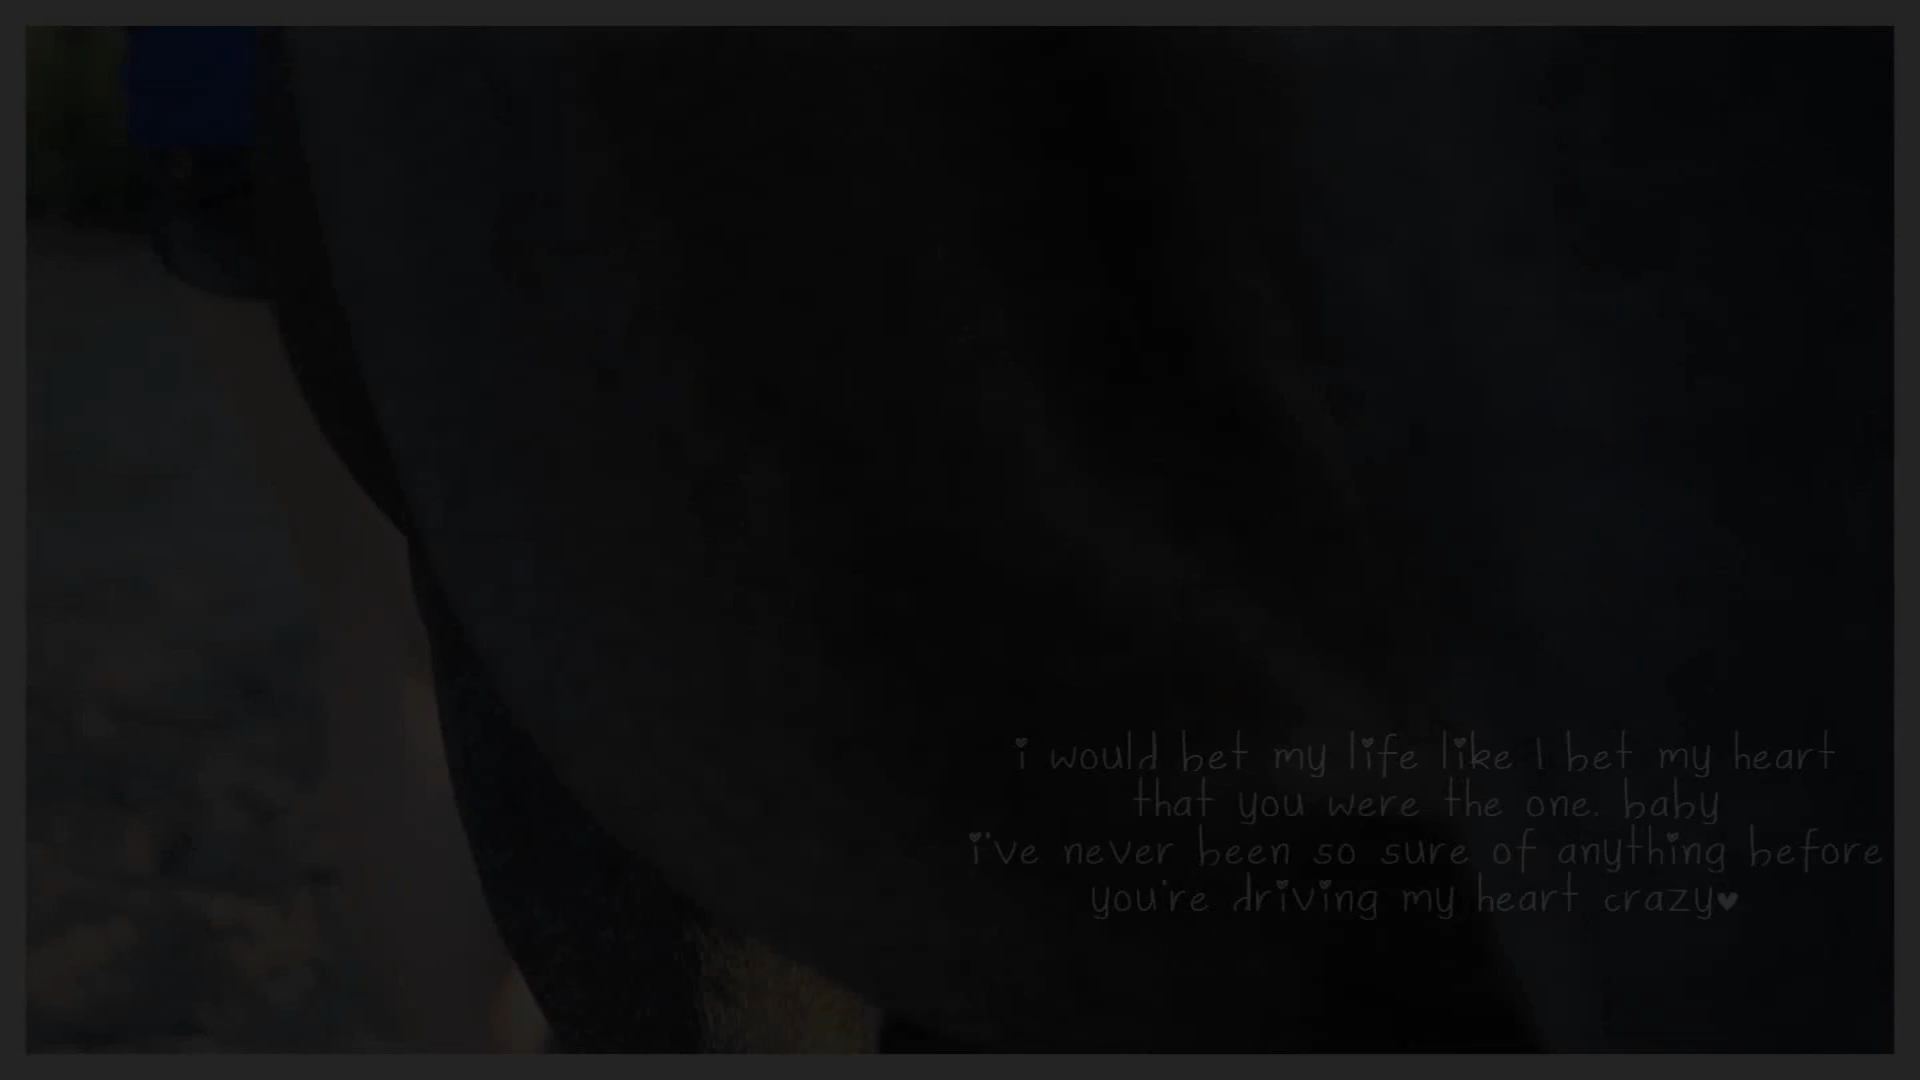 i would bet my life like I bet my heart
that you were the one. baby
i've never been so sure of anything before
you're driving my heart crazy♥